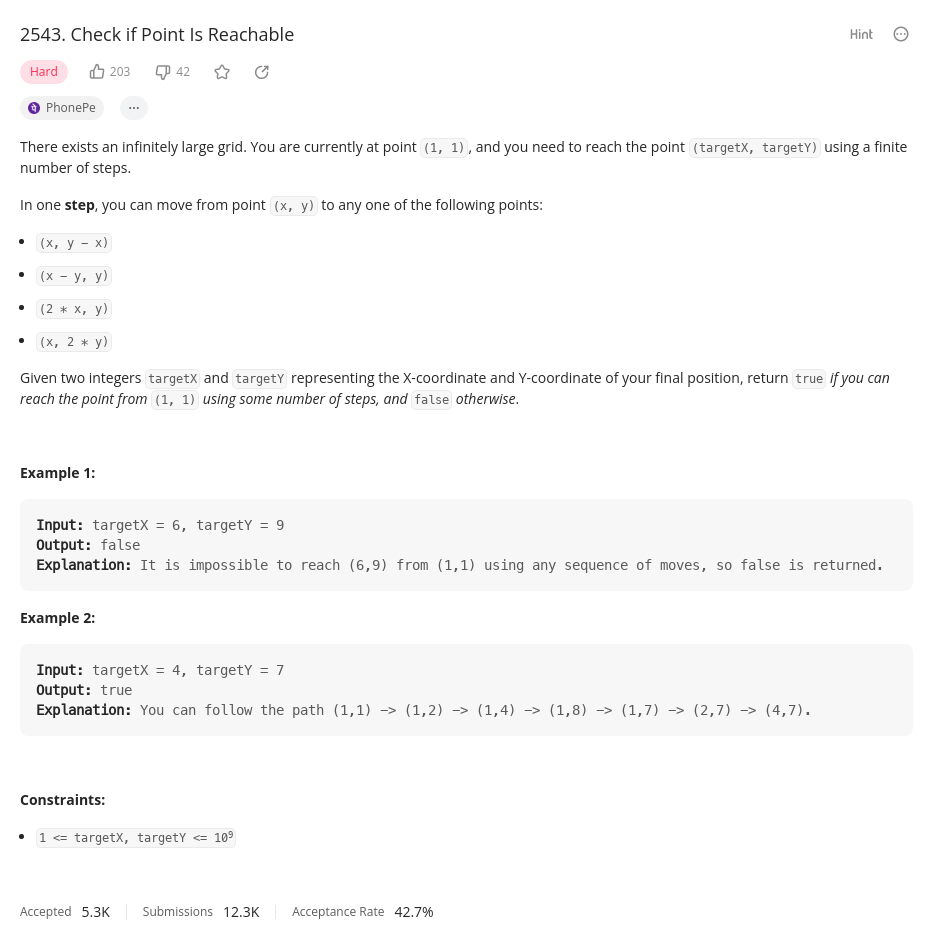 2543. Check if Point Is Reachable
Hint
Hard
203
42
PhonePe
...
There exists an infinitely large grid. You are currently at point (1, 1), and you need to reach the point (targetX, targetY) using a finite
number of steps.
In one step, you can move from point (x, y) to any one of the following points:
• (x, y − x)
• (x − y, y)
• (2 * x, y)
• (x, 2 * y)
Given two integers targetX and targetY representing the X-coordinate and Y-coordinate of your final position, return true if you can
reach the point from (1, 1) using some number of steps, and false otherwise.
Example 1:
Input: targetX = 6, targetY = 9
Output: false
Explanation: It is impossible to reach (6,9) from (1,1) using any sequence of moves, so false is returned.
Example 2:
Input: targetX = 4, targetY = 7
Output: true
Explanation: You can follow the path (1,1) −> (1,2) −> (1,4) −> (1,8) −> (1,7) −> (2,7) −> (4,7).
Constraints:
• 1 <= targetX, targetY <= 10⁹
Accepted 5.3K Submissions 12.3K Acceptance Rate 42.7%